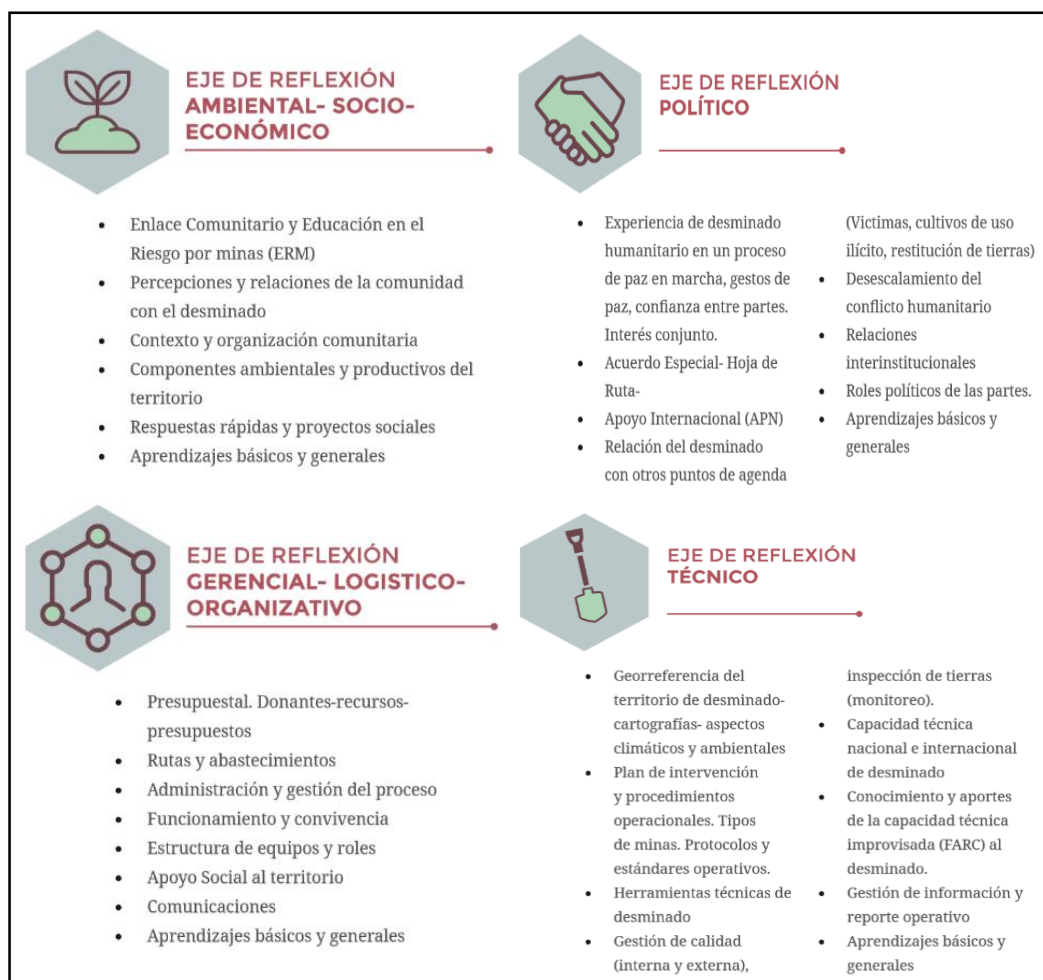 EJE DE REFLEXIÓN
AMBIENTAL- SOCIO-
ECONÓMICO
• Enlace Comunitario y Educación en el
Riesgo por minas (ERM)
• Percepciones y relaciones de la comunidad
con el desminado
• Contexto y organización comunitaria
• Componentes ambientales y productivos del
territorio
• Respuestas rápidas y proyectos sociales
• Aprendizajes básicos y generales
EJE DE REFLEXIÓN
POLÍTICO
• Experiencia de desminado
humanitario en un proceso
de paz en marcha, gestos de
paz, confianza entre partes.
Interés conjunto.
• Acuerdo Especial- Hoja de
Ruta-
• Apoyo Internacional (APN)
• Relación del desminado
con otros puntos de agenda
(Victimas, cultivos de uso
ilícito, restitución de tierras)
• Desescalamiento del
conflicto humanitario
• Relaciones
interinstitucionales
• Roles políticos de las partes.
• Aprendizajes básicos y
generales
EJE DE REFLEXIÓN
GERENCIAL- LOGISTICO-
ORGANIZATIVO
• Presupuestal. Donantes-recursos-
presupuestos
• Rutas y abastecimientos
• Administración y gestión del proceso
• Funcionamiento y convivencia
• Estructura de equipos y roles
• Apoyo Social al territorio
• Comunicaciones
• Aprendizajes básicos y generales
EJE DE REFLEXIÓN
TÉCNICO
• Georreferencia del
territorio de desminado-
cartografías- aspectos
climáticos y ambientales
• Plan de intervención
y procedimientos
operacionales. Tipos
de minas. Protocolos y
estándares operativos.
• Herramientas técnicas de
desminado
• Gestión de calidad
(interna y externa),
inspección de tierras
(monitoreo).
• Capacidad técnica
nacional e internacional
de desminado
• Conocimiento y aportes
de la capacidad técnica
improvisada (FARC) al
desminado.
• Gestión de información y
reporte operativo
• Aprendizajes básicos y
generales